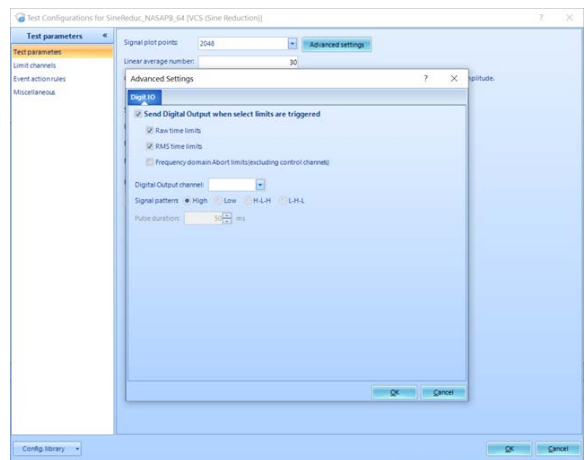 Test Configurations for SineReduc_NASAP9_64 [VCS (Sine Reduction)]
Test parameters
Test parameters
Limit channels
Event action rules
Miscellaneous
Signal plot points:
2048
Advanced settings
Linear average number:
30
Advanced Settings
Digit IO
Send Digital Output when select limits are triggered
Raw time limits
RMS time limits
Frequency domain Abort limits(excluding control channels)
Digital Output channel:
Signal pattern: High Low H-L-H L-H-L
Pulse duration: 50 ms
OK Cancel
Config. library
OK Cancel